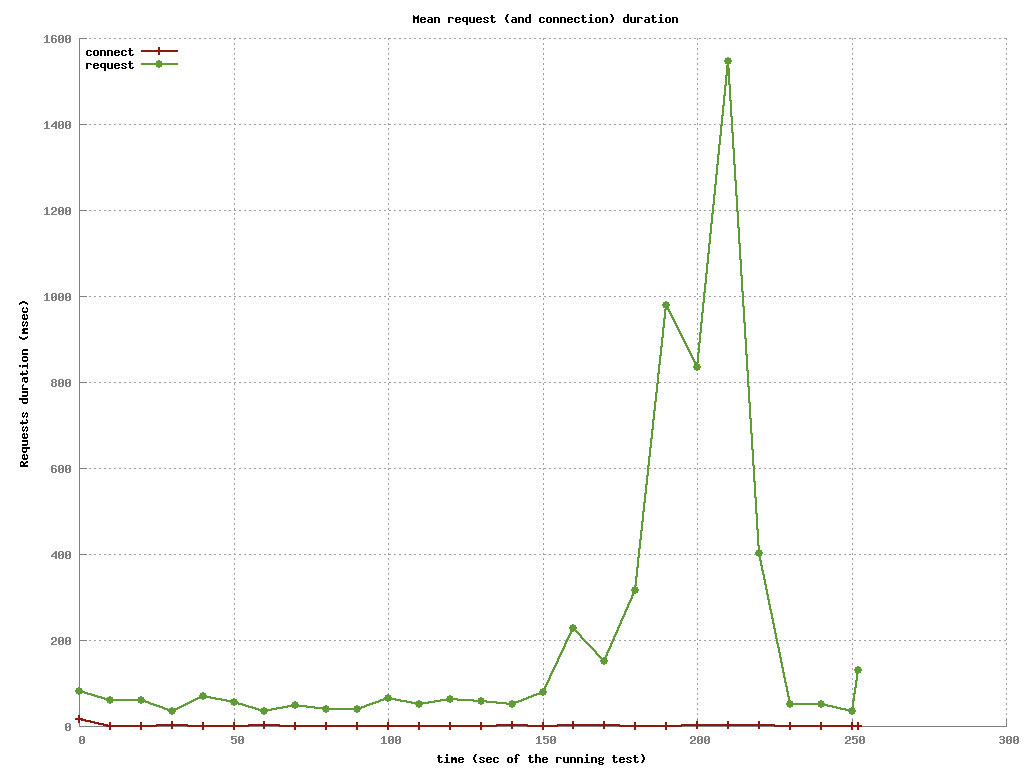 Mean request (and connection) duration
1600
connect
request
1400
1200
1000
800
600
400
200
0
Requests duration (msec)
0 50 100 150 200 250 300
time (sec of the running test)